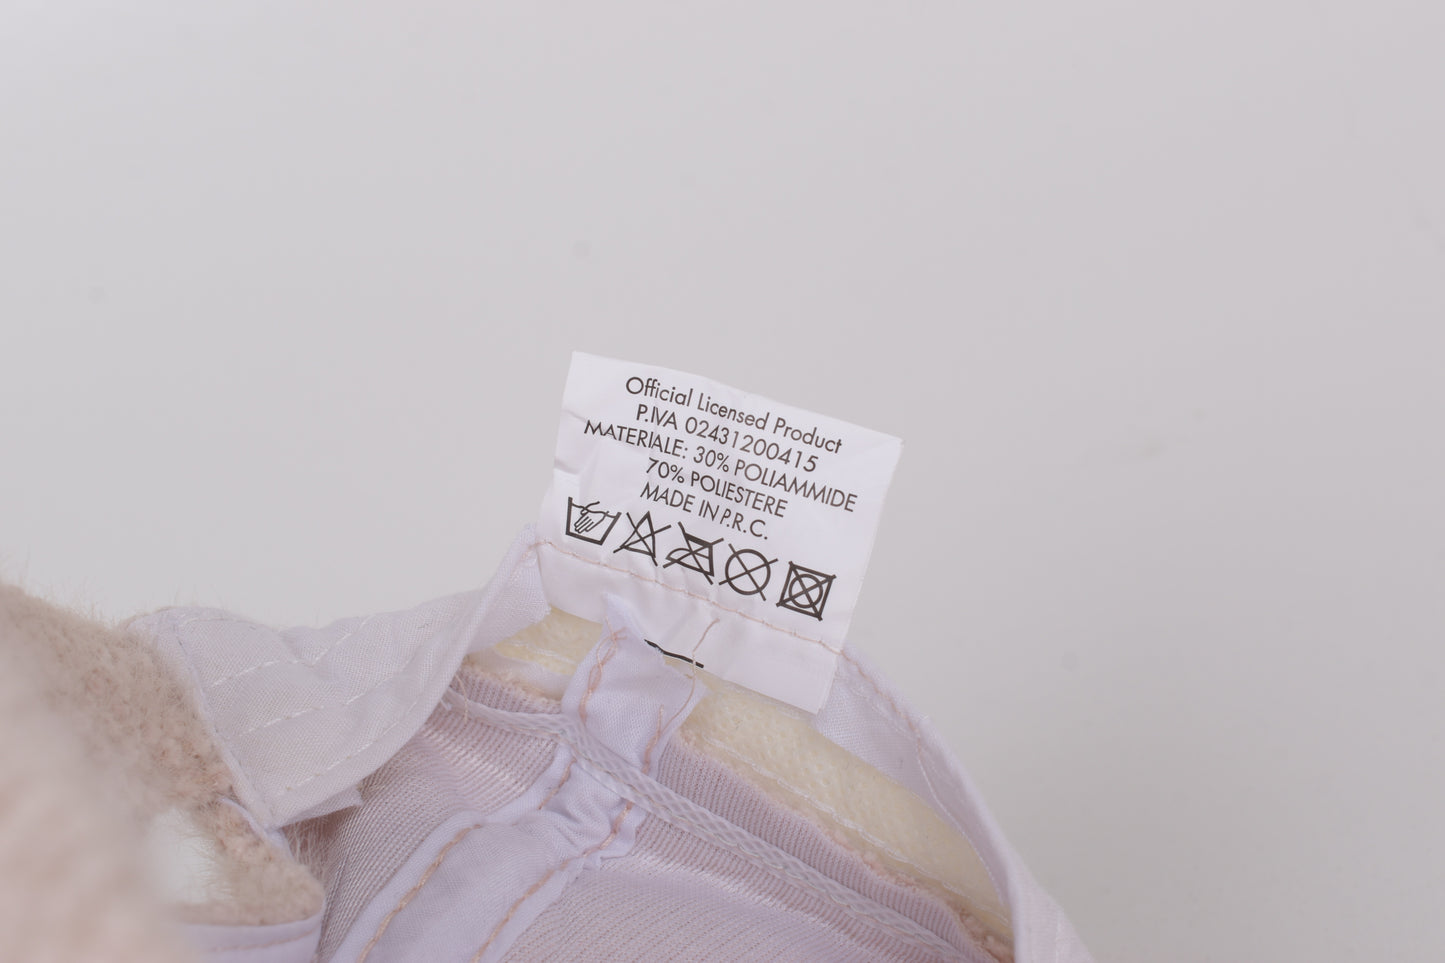 Official Licensed Product
P.IVA 02431200415
MATERIALE: 30% POLIAMMIDE
70% POLIESTERE
MADE IN P.R.C.